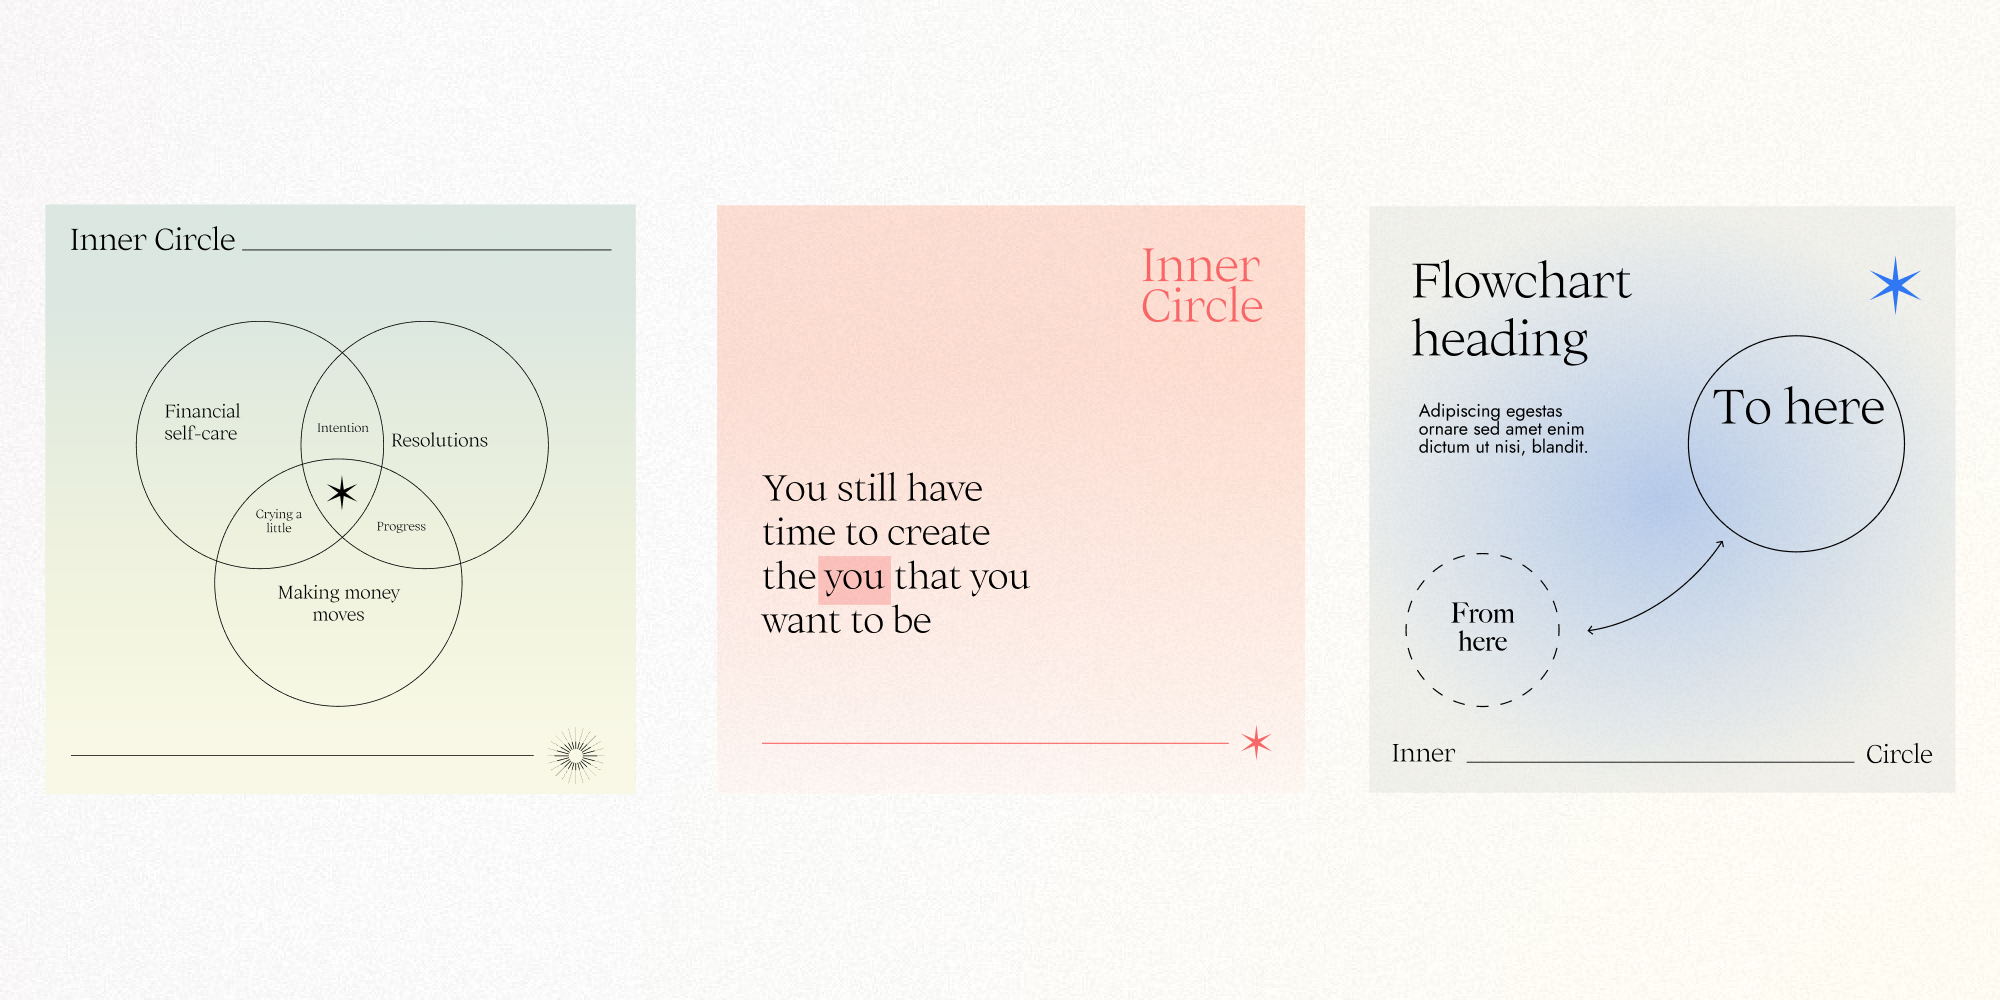 Inner Circle
Financial
self-care
Intention
Resolutions
Crying a
little
Progress
Making money
moves
Inner
Circle
You still have
time to create
the you that you
want to be
Flowchart
heading
Adipiscing egestas
ornare sed amet enim
dictum ut nisi, blandit.
To here
From
here
Inner
Circle